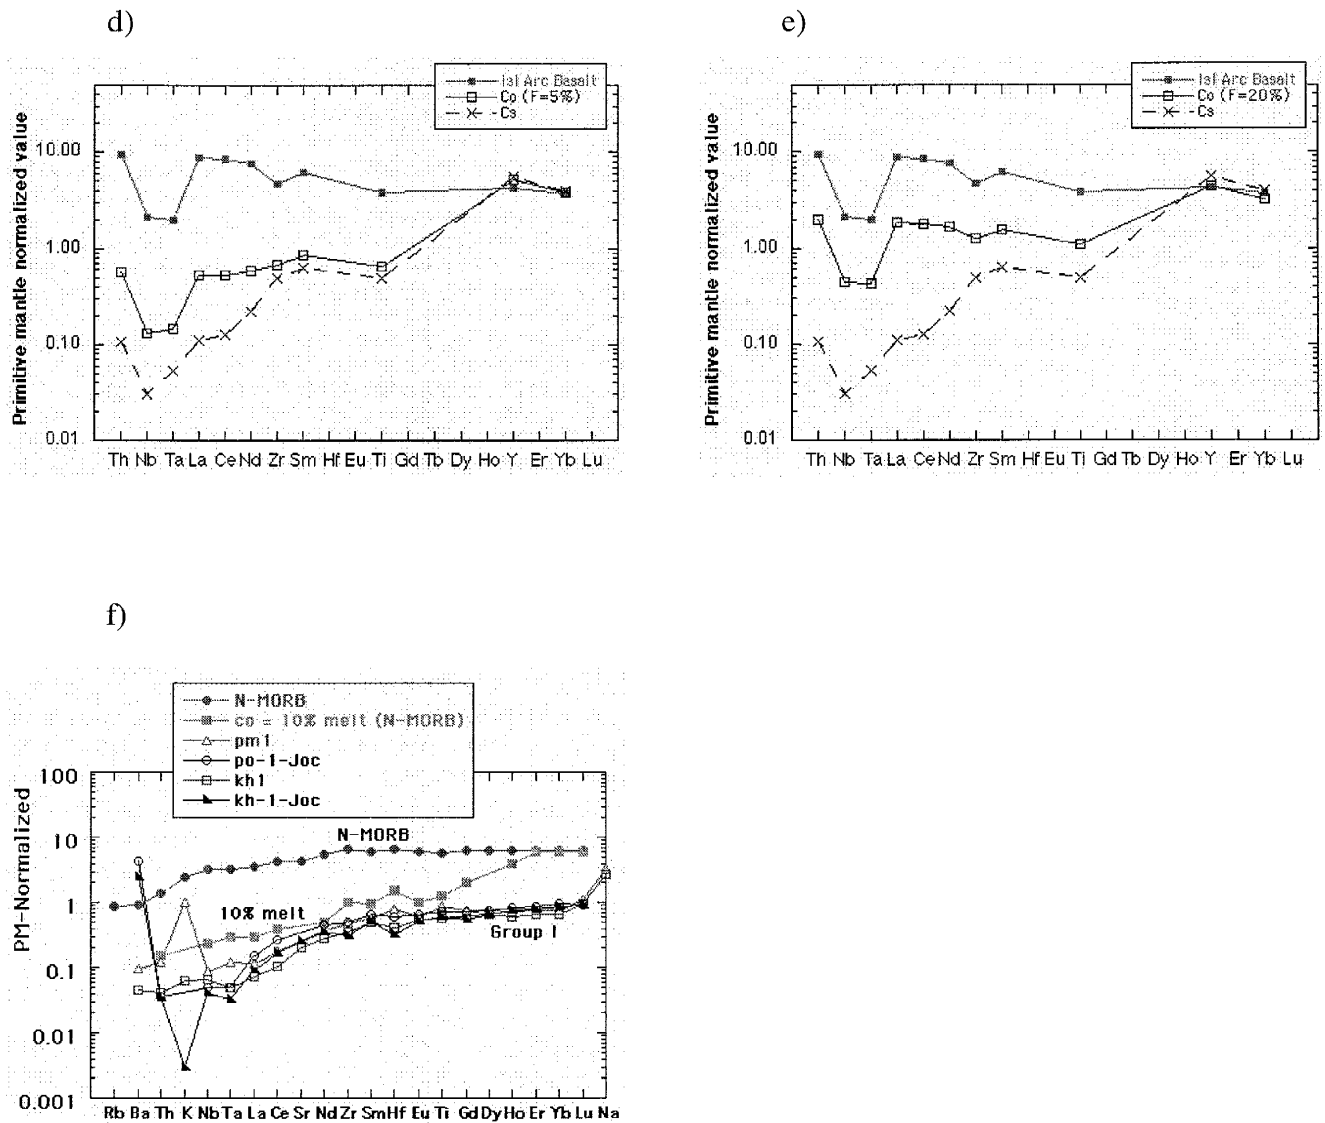 d)
Isl Arc Basalt
Co (F=5%)
Cs
Primitive mantle normalized value
10.00
1.00
0.10
0.01
Th Nb Ta La Ce Nd Zr Sm Hf Eu Ti Gd Tb Dy Ho Y Er Yb Lu
e)
Isl Arc Basalt
Co (F=20%)
Cs
Primitive mantle normalized value
10.00
1.00
0.10
0.01
Th Nb Ta La Ce Nd Zr Sm Hf Eu Ti Gd Tb Dy Ho Y Er Yb Lu
f)
N-MORB
co = 10% melt (N-MORB)
pm1
po-1-Joc
kh1
kh-1-Joc
PM-Normalized
100
10
1
0.1
0.01
0.001
N-MORB
10% melt
Group I
Rb Ba Th K Nb Ta La Ce Sr Nd Zr Sm Hf Eu Ti Gd Dy Ho Er Yb Lu Na